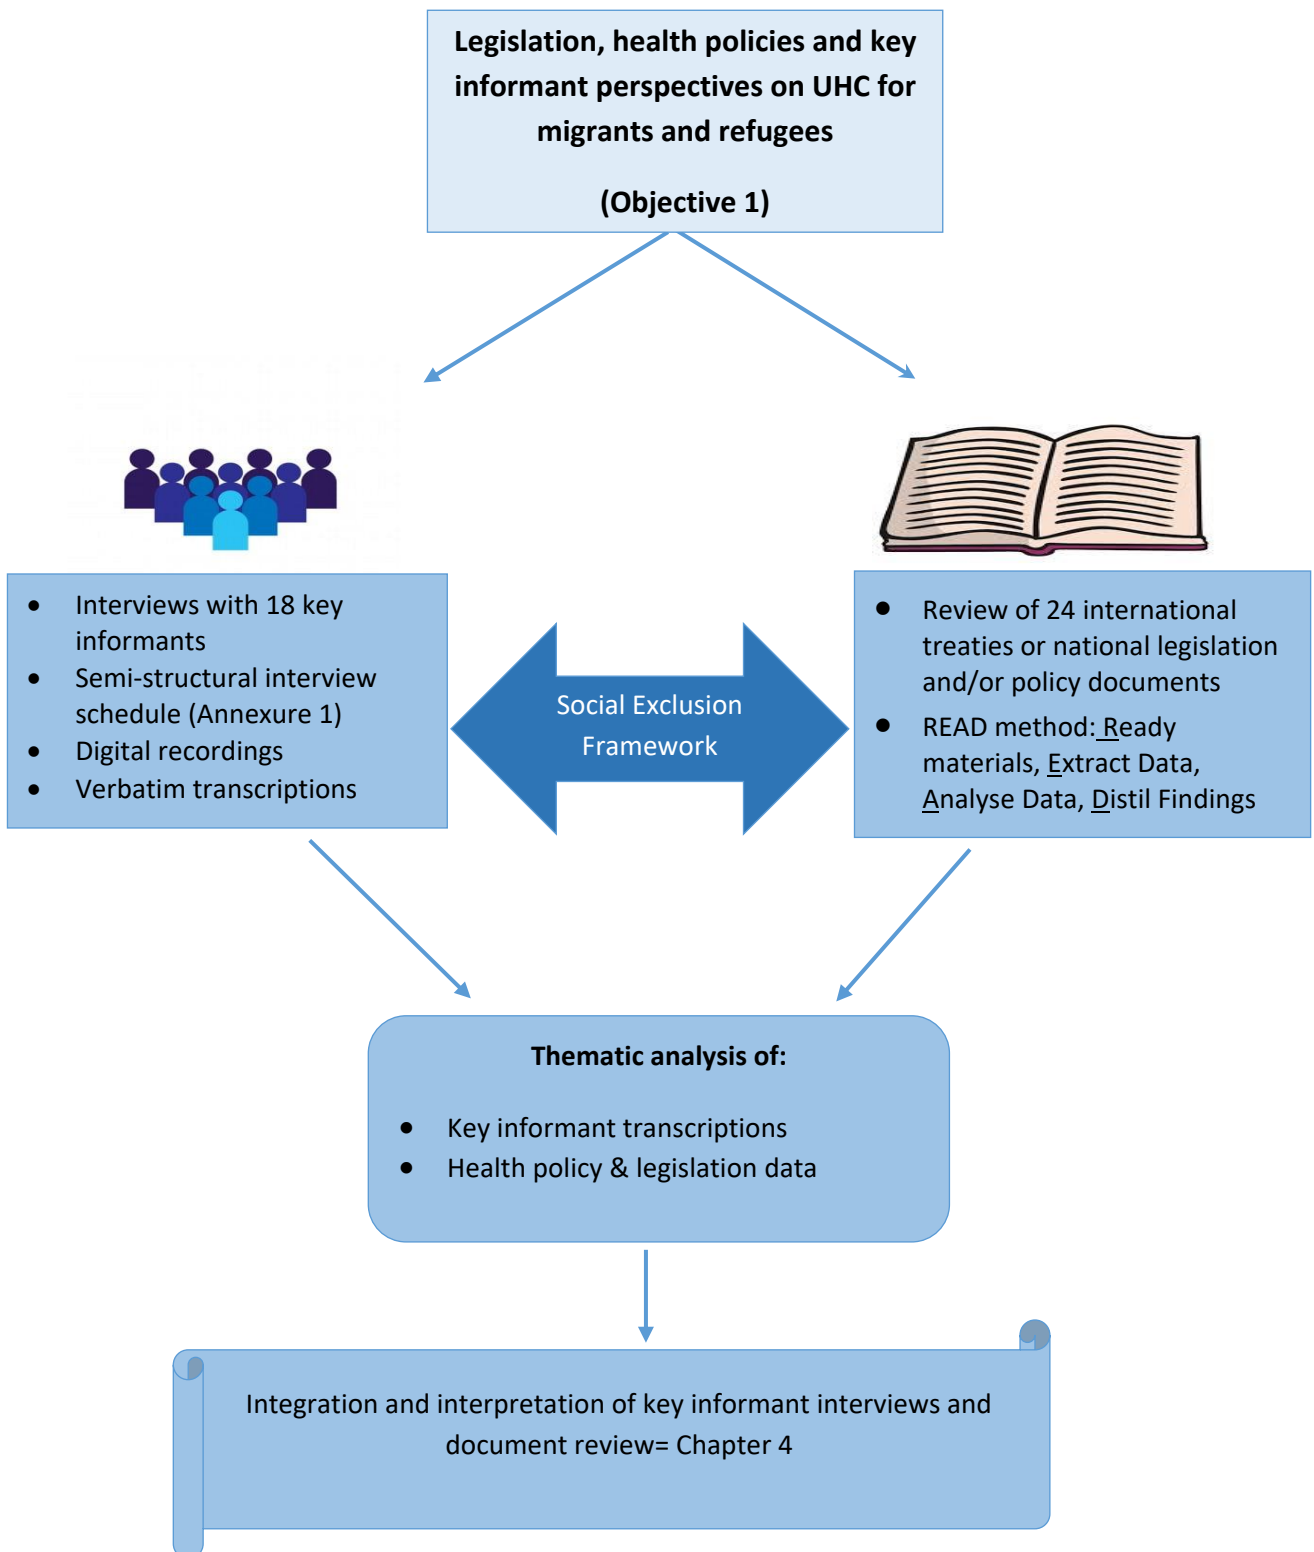 Legislation, health policies and key
informant perspectives on UHC for
migrants and refugees
(Objective 1)
• Interviews with 18 key
informants
• Semi-structural interview
schedule (Annexure 1)
• Digital recordings
• Verbatim transcriptions
Social Exclusion
Framework
• Review of 24 international
treaties or national legislation
and/or policy documents
• READ method: Ready
materials, Extract Data,
Analyse Data, Distil Findings
Thematic analysis of:
• Key informant transcriptions
• Health policy & legislation data
Integration and interpretation of key informant interviews and
document review= Chapter 4